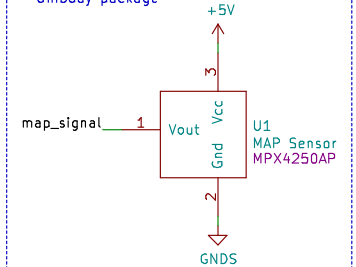 Unibody package
+5V
3
map_signal
1
Vout
Vcc
Gnd
U1
MAP Sensor
MPX4250AP
2
GNDS